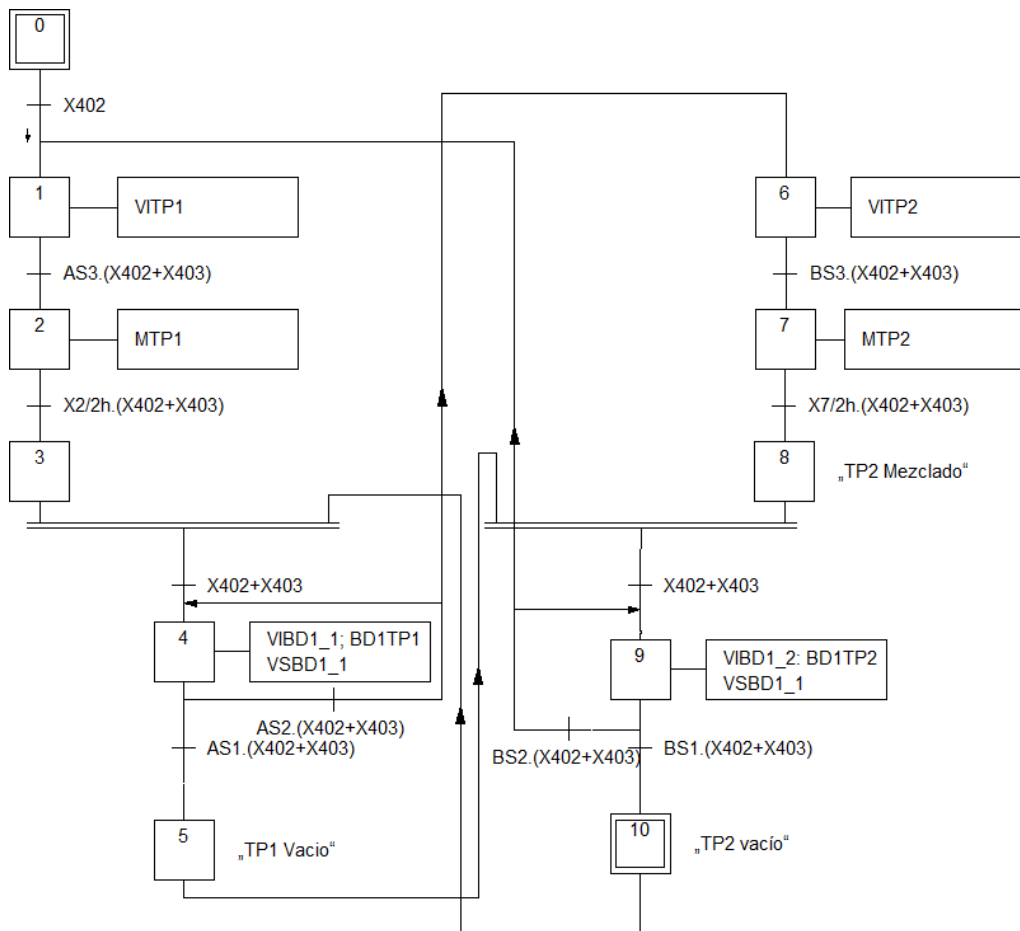 0
X402
1
VITP1
6
VITP2
AS3.(X402+X403)
BS3.(X402+X403)
2
MTP1
7
MTP2
X2/2h.(X402+X403)
X7/2h.(X402+X403)
3
8
„TP2 Mezclado“
X402+X403
X402+X403
4
VIBD1_1; BD1TP1
VSBD1_1
9
VIBD1_2: BD1TP2
VSBD1_1
AS2.(X402+X403)
AS1.(X402+X403)
BS2.(X402+X403)
BS1.(X402+X403)
5
„TP1 Vacio“
10
„TP2 vacío“